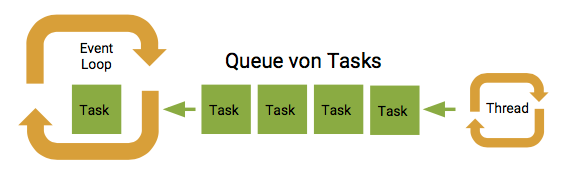 Event
Loop
Queue von Tasks
Task
Task
Task
Task
Task
Thread